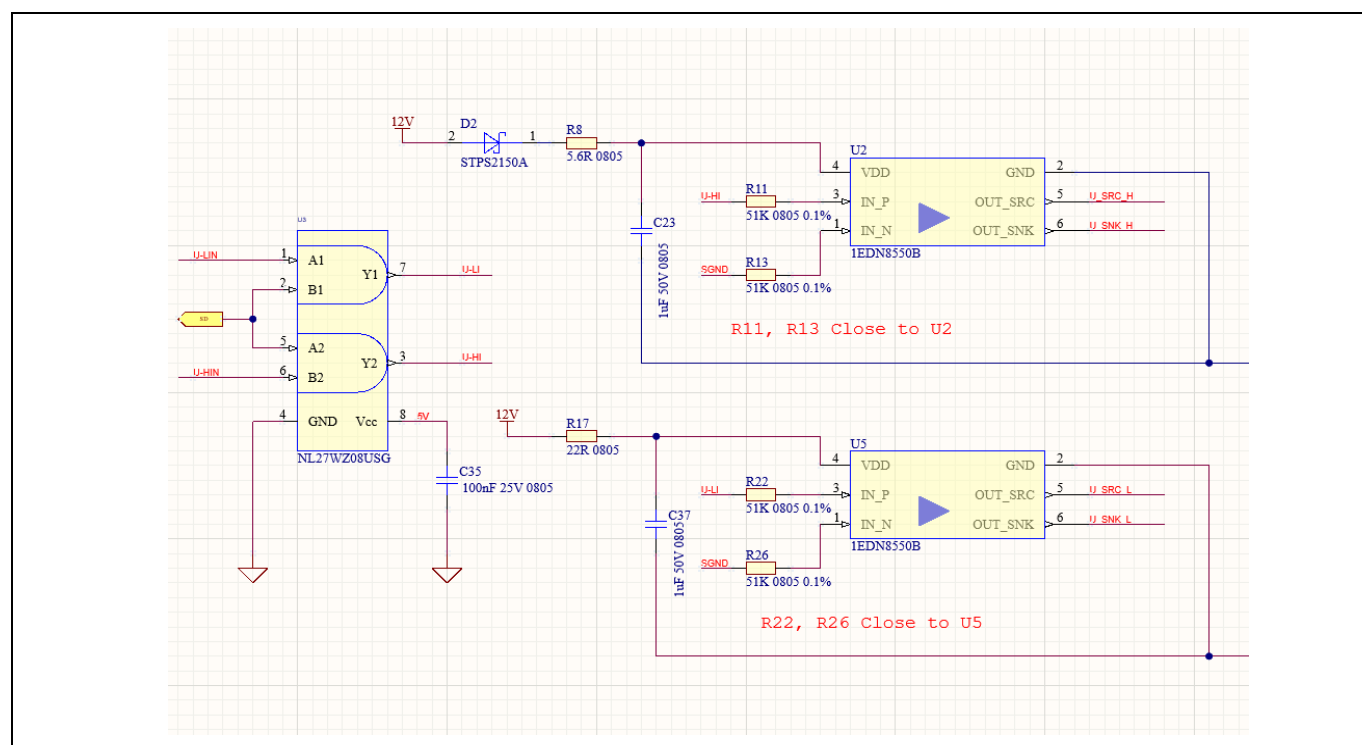 12V
D2
2
1
STPS2150A
R8
5.6R 0805
C23
1uF 50V 0805
U2
4 VDD GND 2
3 IN_P OUT_SRC 5
1 IN_N OUT_SNK 6
1EDN8550B
U-HI
R11
51K 0805 0.1%
SGND
R13
51K 0805 0.1%
U_SRC_H
U_SNK_H
R11, R13 Close to U2
U3
U-LIN
1 A1
2 B1
Y1 7
U-LI
SD
5 A2
6 B2
Y2 3
U-HI
U-HIN
4 GND Vcc 8
5V
NL27WZ08USG
C35
100nF 25V 0805
12V
R17
22R 0805
C37
1uF 50V 0805
U5
4 VDD GND 2
3 IN_P OUT_SRC 5
1 IN_N OUT_SNK 6
1EDN8550B
U-LI
R22
51K 0805 0.1%
SGND
R26
51K 0805 0.1%
U_SRC_L
U_SNK_L
R22, R26 Close to U5